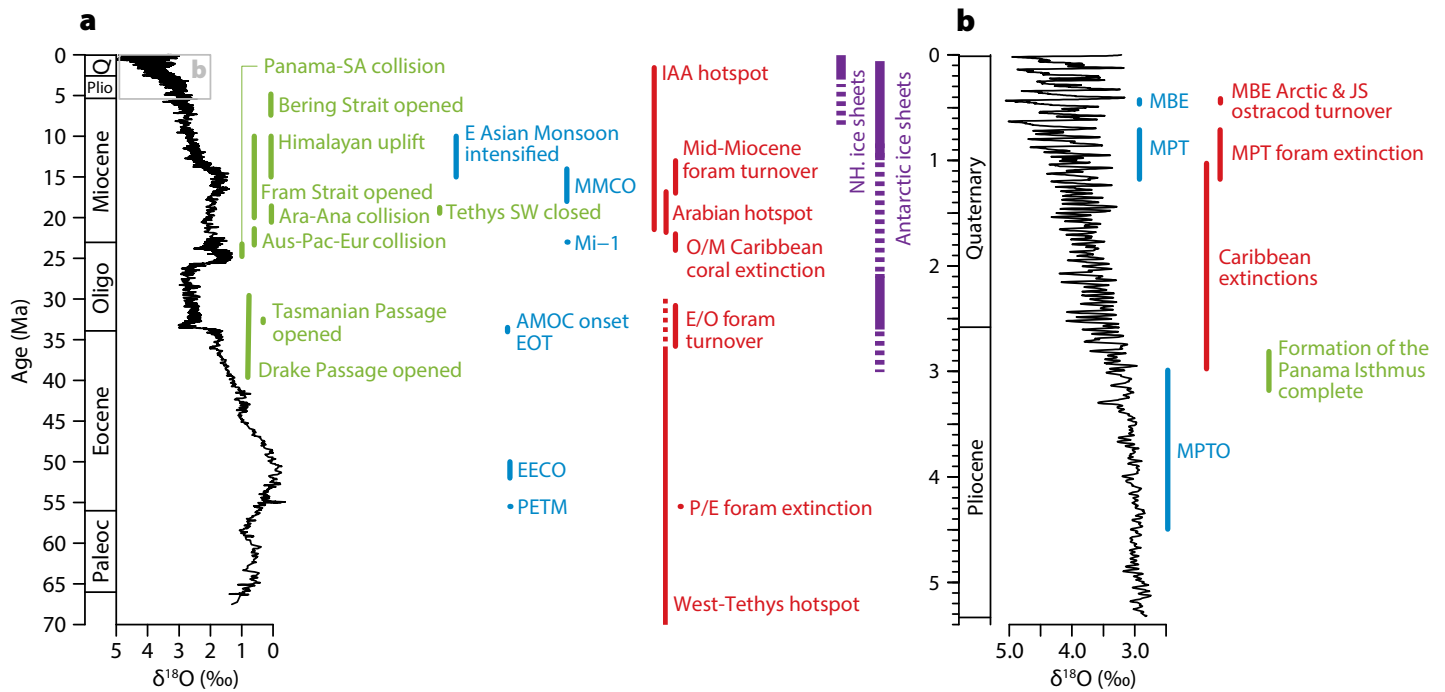 a
0
5
10
15
20
25
30
35
40
45
50
55
60
65
70
Age (Ma)
Q
Plio
Miocene
Oligo
Eocene
Paleoc
b
5 4 3 2 1 0
δ18O (‰)
Panama-SA collision
Bering Strait opened
Himalayan uplift
Fram Strait opened
Ara-Ana collision
Tethys SW closed
Aus-Pac-Eur collision
Tasmanian Passage
opened
Drake Passage opened
E Asian Monsoon
intensified
MMCO
Mi–1
AMOC onset
EOT
EECO
PETM
IAA hotspot
Mid-Miocene
foram turnover
Arabian hotspot
O/M Caribbean
coral extinction
E/O foram
turnover
P/E foram extinction
West-Tethys hotspot
NH. ice sheets
Antarctic ice sheets
b
0
1
2
3
4
5
Quaternary
Pliocene
5.0 4.0 3.0
δ18O (‰)
MBE
MPT
MPTO
MBE Arctic & JS
ostracod turnover
MPT foram extinction
Caribbean
extinctions
Formation of the
Panama Isthmus
complete